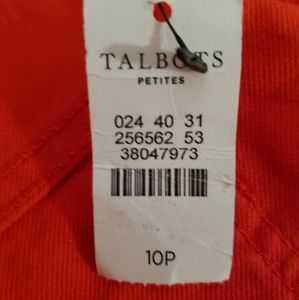 TALBOTS
PETITES
024 40 31
256562 53
38047973
10P